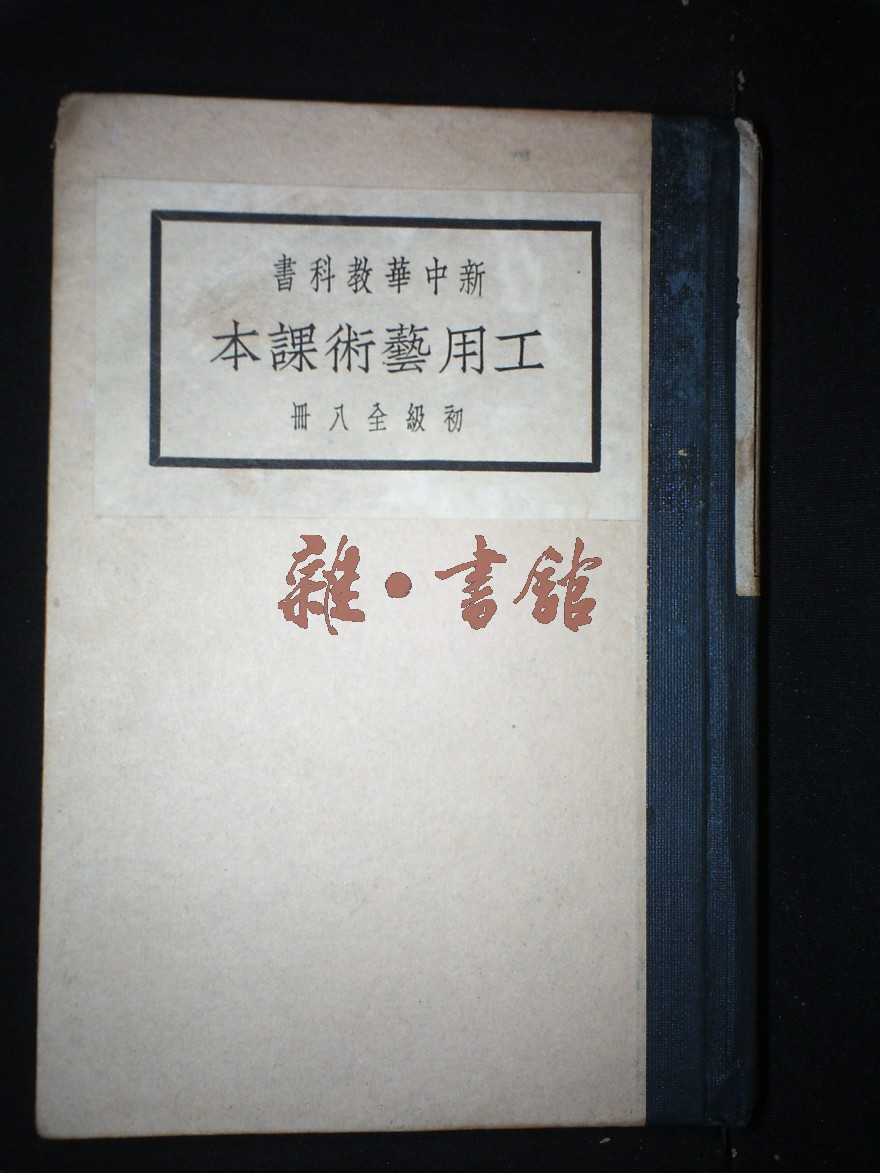 新中華教科書
工用藝術課本
初級全八冊
雜·書館